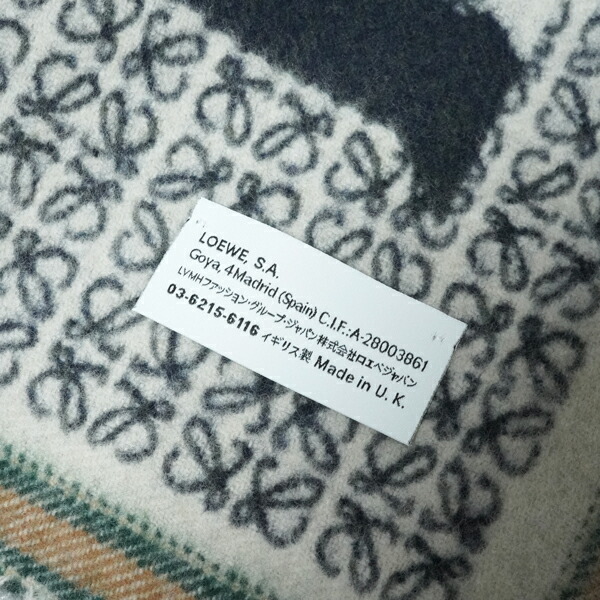 LOEWE, S.A.
Goya, 4 Madrid (Spain) C.I.F.: A-28003861
LVMHファッション・グループ・ジャパン株式会社ロエベジャパン
03-6215-6116 イギリス製 Made in U. K.